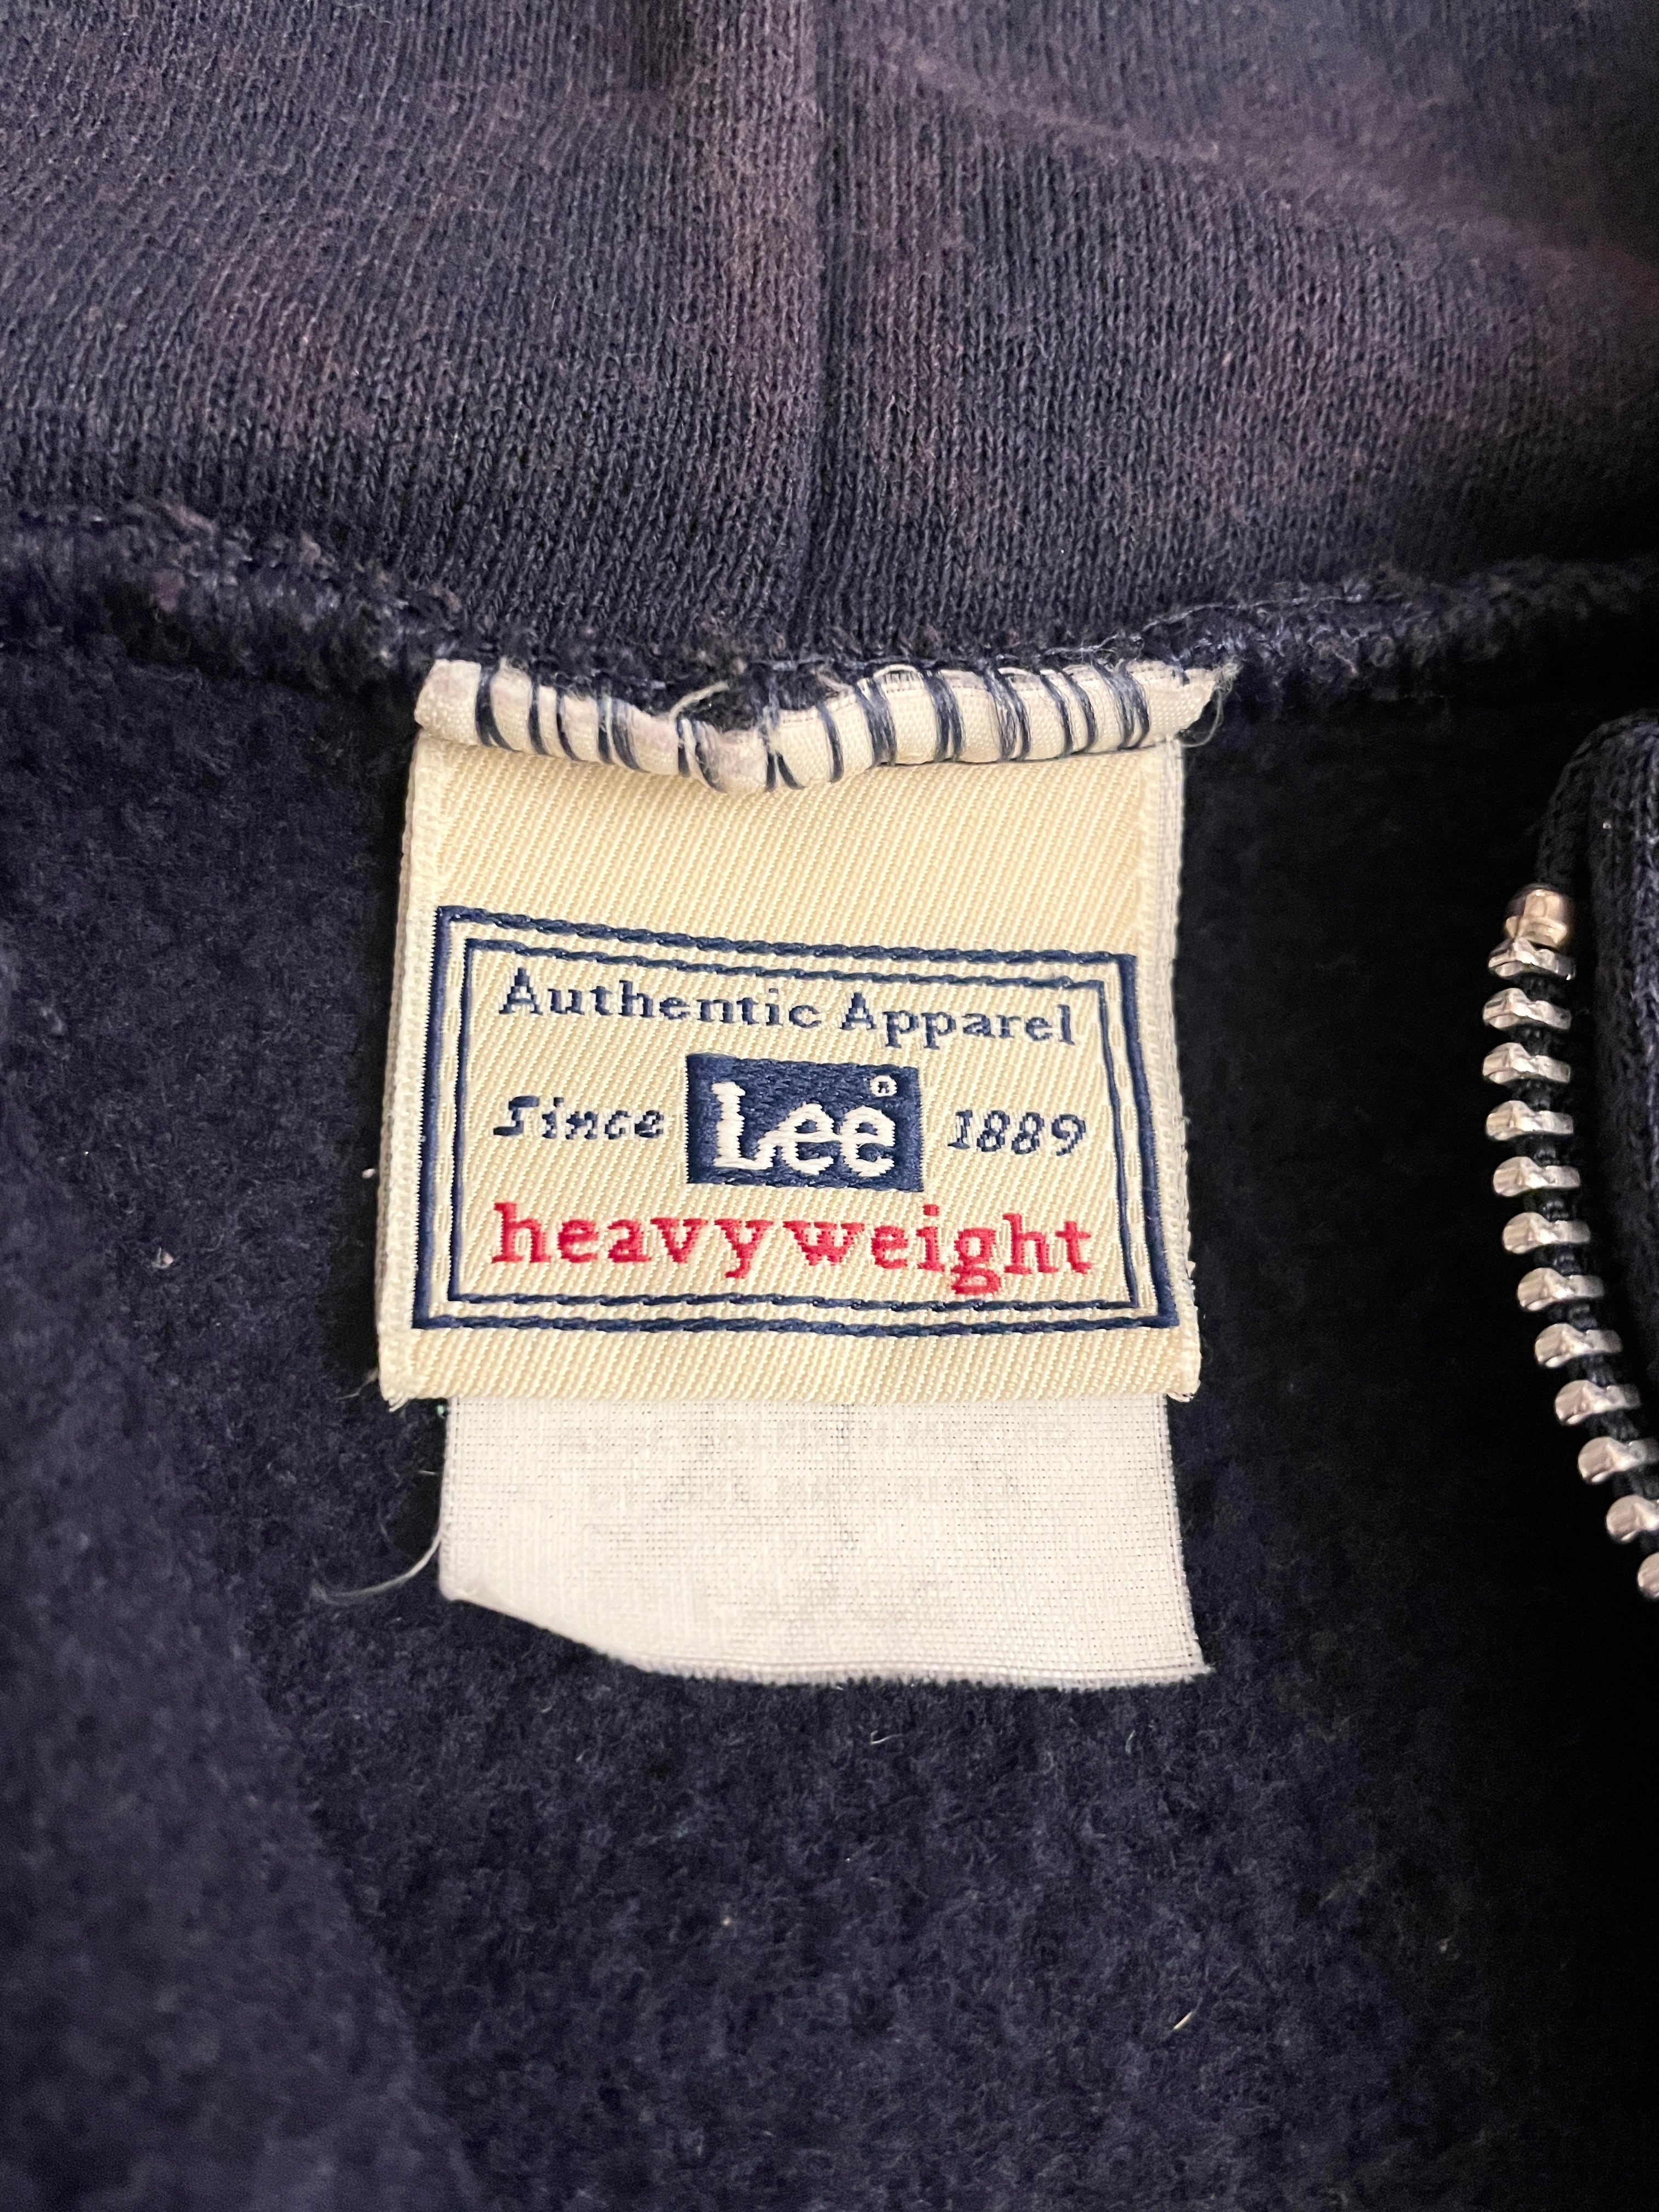 Authentic Apparel
Since Lee® 1889
heavyweight